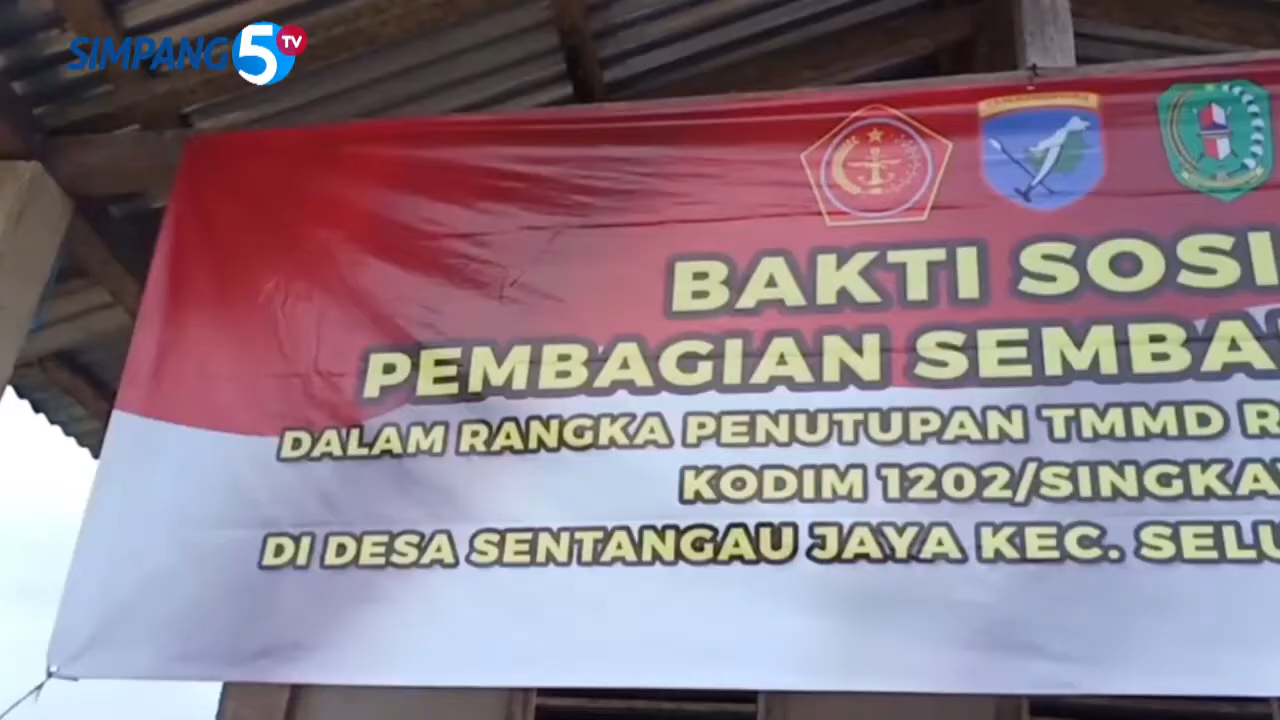 SIMPANG 5 TV
BAKTI SOSI
PEMBAGIAN SEMBA
DALAM RANGKA PENUTUPAN TMMD R
KODIM 1202/SINGKA
DI DESA SENTANGAU JAYA KEC. SELU